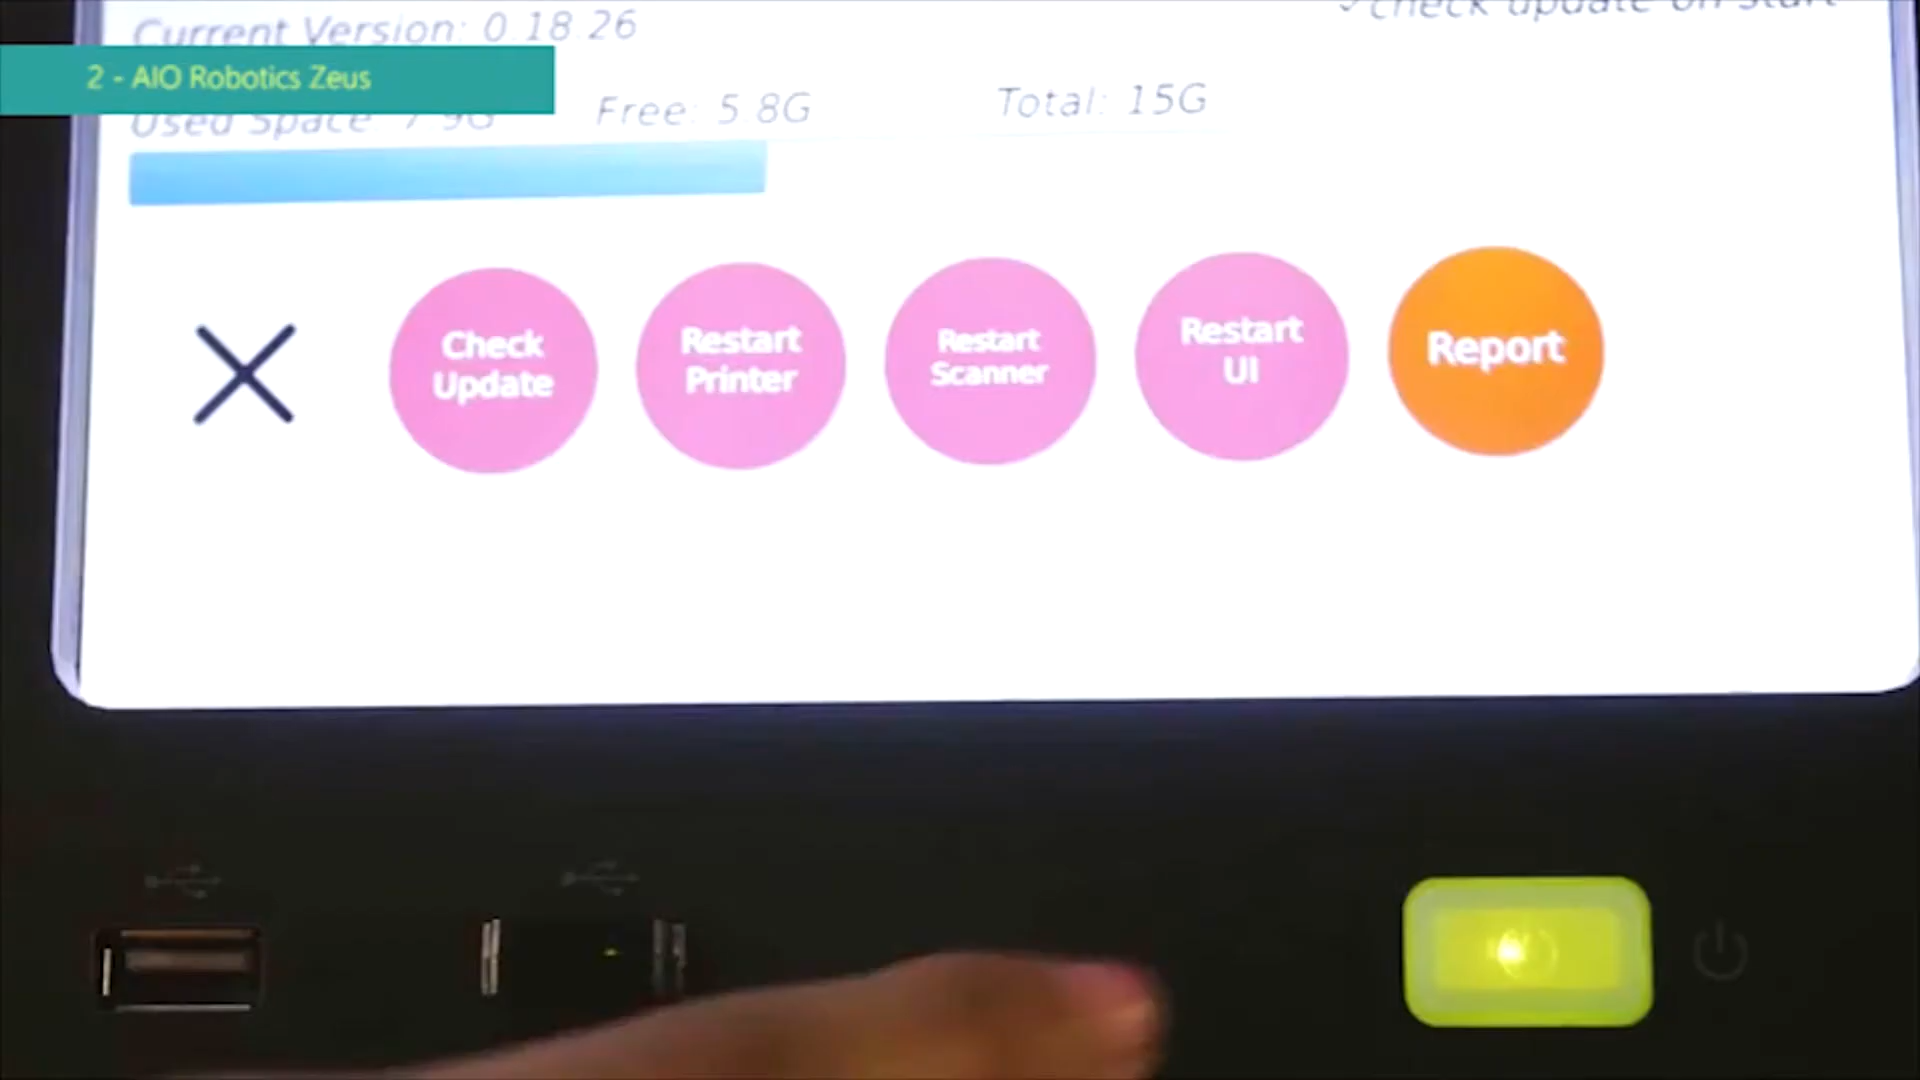 Current Version: 0.18.26
check update on start
2 - AIO Robotics Zeus
Used Space: 7.9G Free: 5.8G Total: 15G
Check
Update
Restart
Printer
Restart
Scanner
Restart
UI
Report